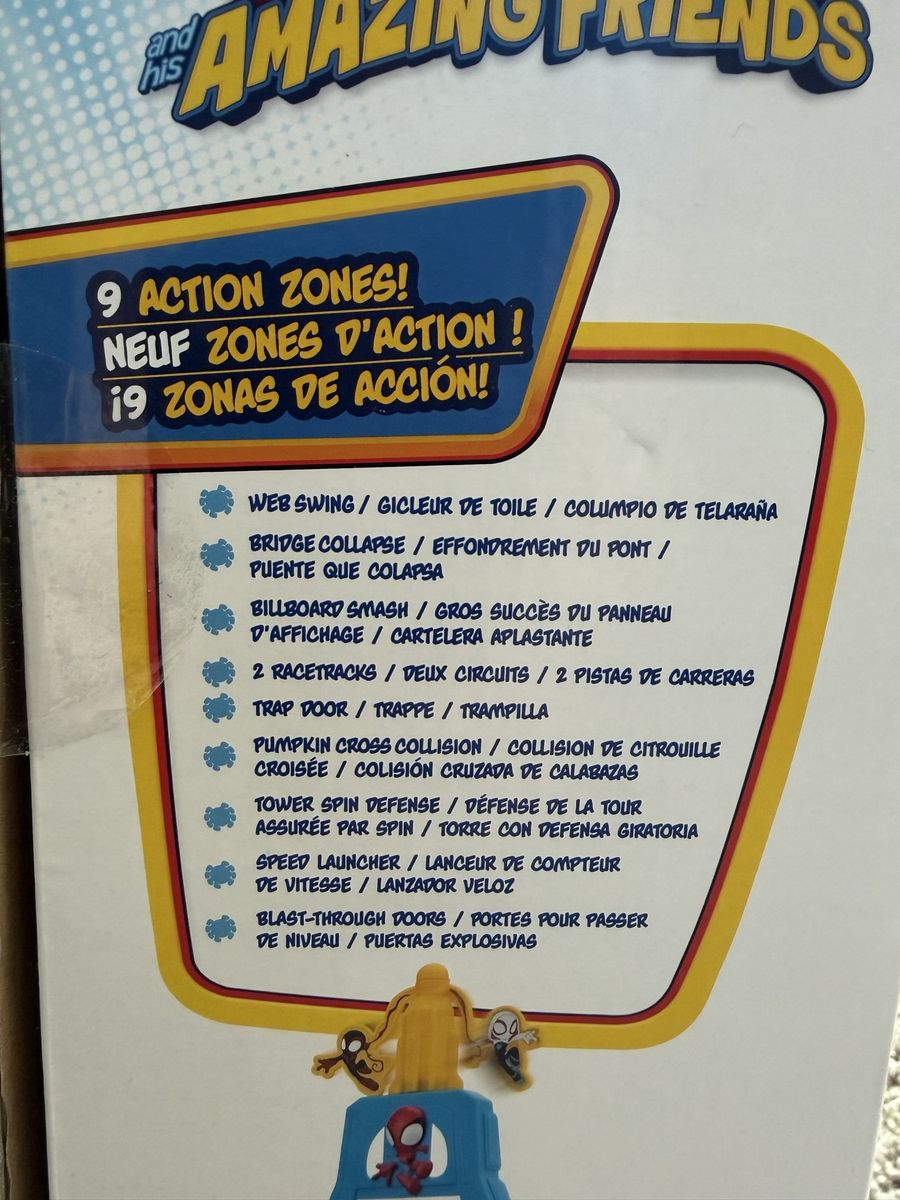 and
his
AMAZING FRIENDS
9 ACTION ZONES!
NEUF ZONES D'ACTION !
¡9 ZONAS DE ACCIÓN!
WEB SWING / GICLEUR DE TOILE / COLUMPIO DE TELARAÑA
BRIDGE COLLAPSE / EFFONDREMENT DU PONT /
PUENTE QUE COLAPSA
BILLBOARD SMASH / GROS SUCCÈS DU PANNEAU
D'AFFICHAGE / CARTELERA APLASTANTE
2 RACETRACKS / DEUX CIRCUITS / 2 PISTAS DE CARRERAS
TRAP DOOR / TRAPPE / TRAMPILLA
PUMPKIN CROSS COLLISION / COLLISION DE CITROUILLE
CROISÉE / COLISIÓN CRUZADA DE CALABAZAS
TOWER SPIN DEFENSE / DÉFENSE DE LA TOUR
ASSURÉE PAR SPIN / TORRE CON DEFENSA GIRATORIA
SPEED LAUNCHER / LANCEUR DE COMPTEUR
DE VITESSE / LANZADOR VELOZ
BLAST-THROUGH DOORS / PORTES POUR PASSER
DE NIVEAU / PUERTAS EXPLOSIVAS